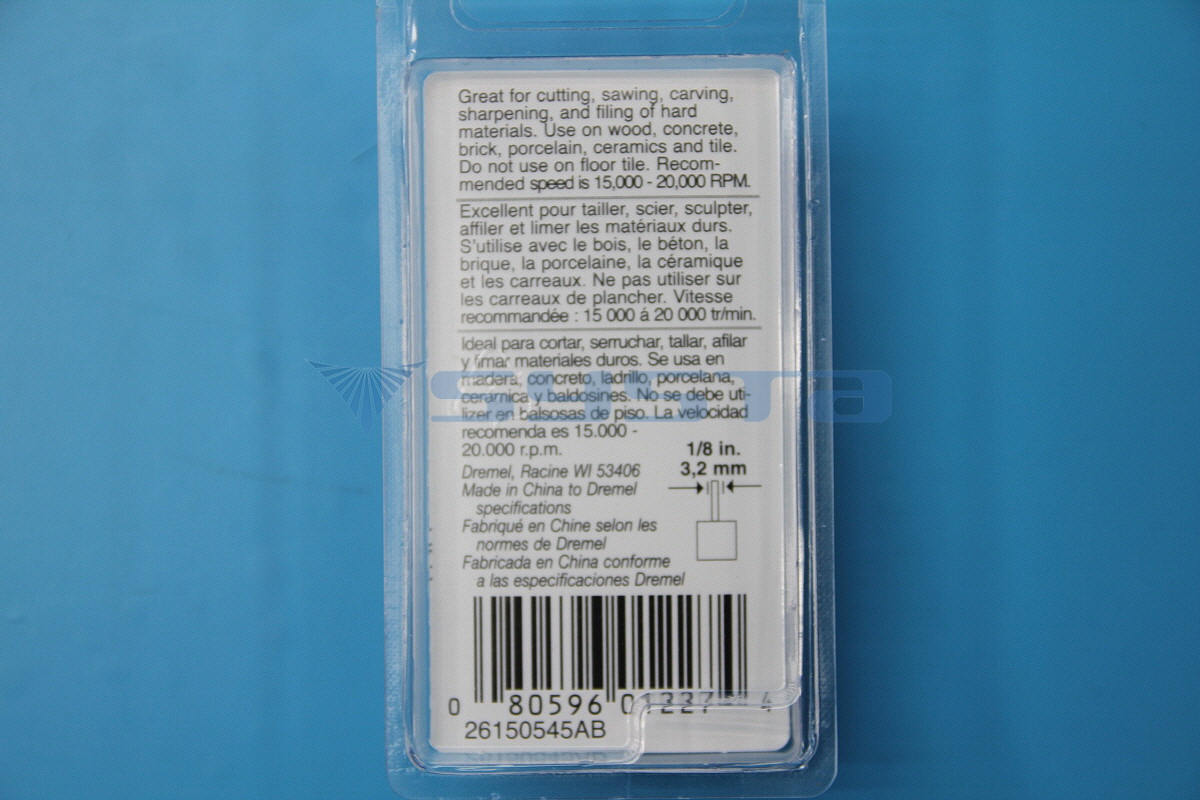 Great for cutting, sawing, carving,
sharpening, and filing of hard
materials. Use on wood, concrete,
brick, porcelain, ceramics and tile.
Do not use on floor tile. Recom-
mended speed is 15,000 - 20,000 RPM.
Excellent pour tailler, scier, sculpter,
affiler et limer les matériaux durs.
S'utilise avec le bois, le béton, la
brique, la porcelaine, la céramique
et les carreaux. Ne pas utiliser sur
les carreaux de plancher. Vitesse
recommandée : 15 000 á 20 000 tr/min.
Ideal para cortar, serruchar, tallar, afilar
y limar materiales duros. Se usa en
madera, concreto, ladrillo, porcelana,
cerámica y baldosines. No se debe uti-
lizer en balsosas de piso. La velocidad
recomenda es 15.000 -
20.000 r.p.m.
1/8 in.
3,2 mm
Dremel, Racine WI 53406
Made in China to Dremel
specifications
Fabriqué en Chine selon les
normes de Dremel
Fabricada en China conforme
a las especificaciones Dremel
0 80596 4
26150545AB